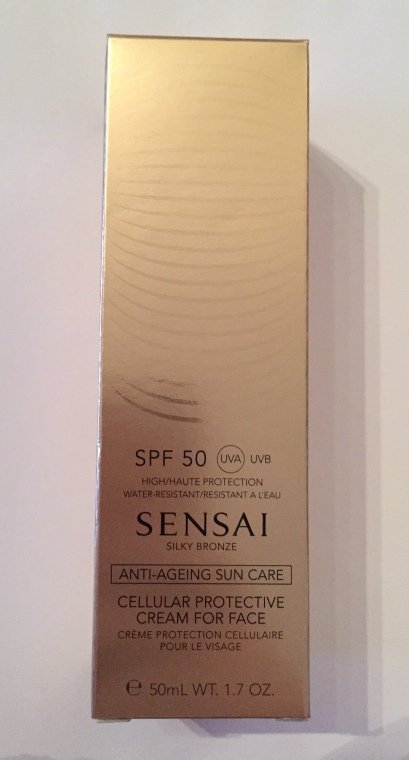 SPF 50 UVA UVB
HIGH/HAUTE PROTECTION
WATER-RESISTANT/RESISTANT A L'EAU
SENSAI
SILKY BRONZE
ANTI-AGEING SUN CARE
CELLULAR PROTECTIVE
CREAM FOR FACE
CRÈME PROTECTION CELLULAIRE
POUR LE VISAGE
℮ 50mL WT. 1.7 OZ.